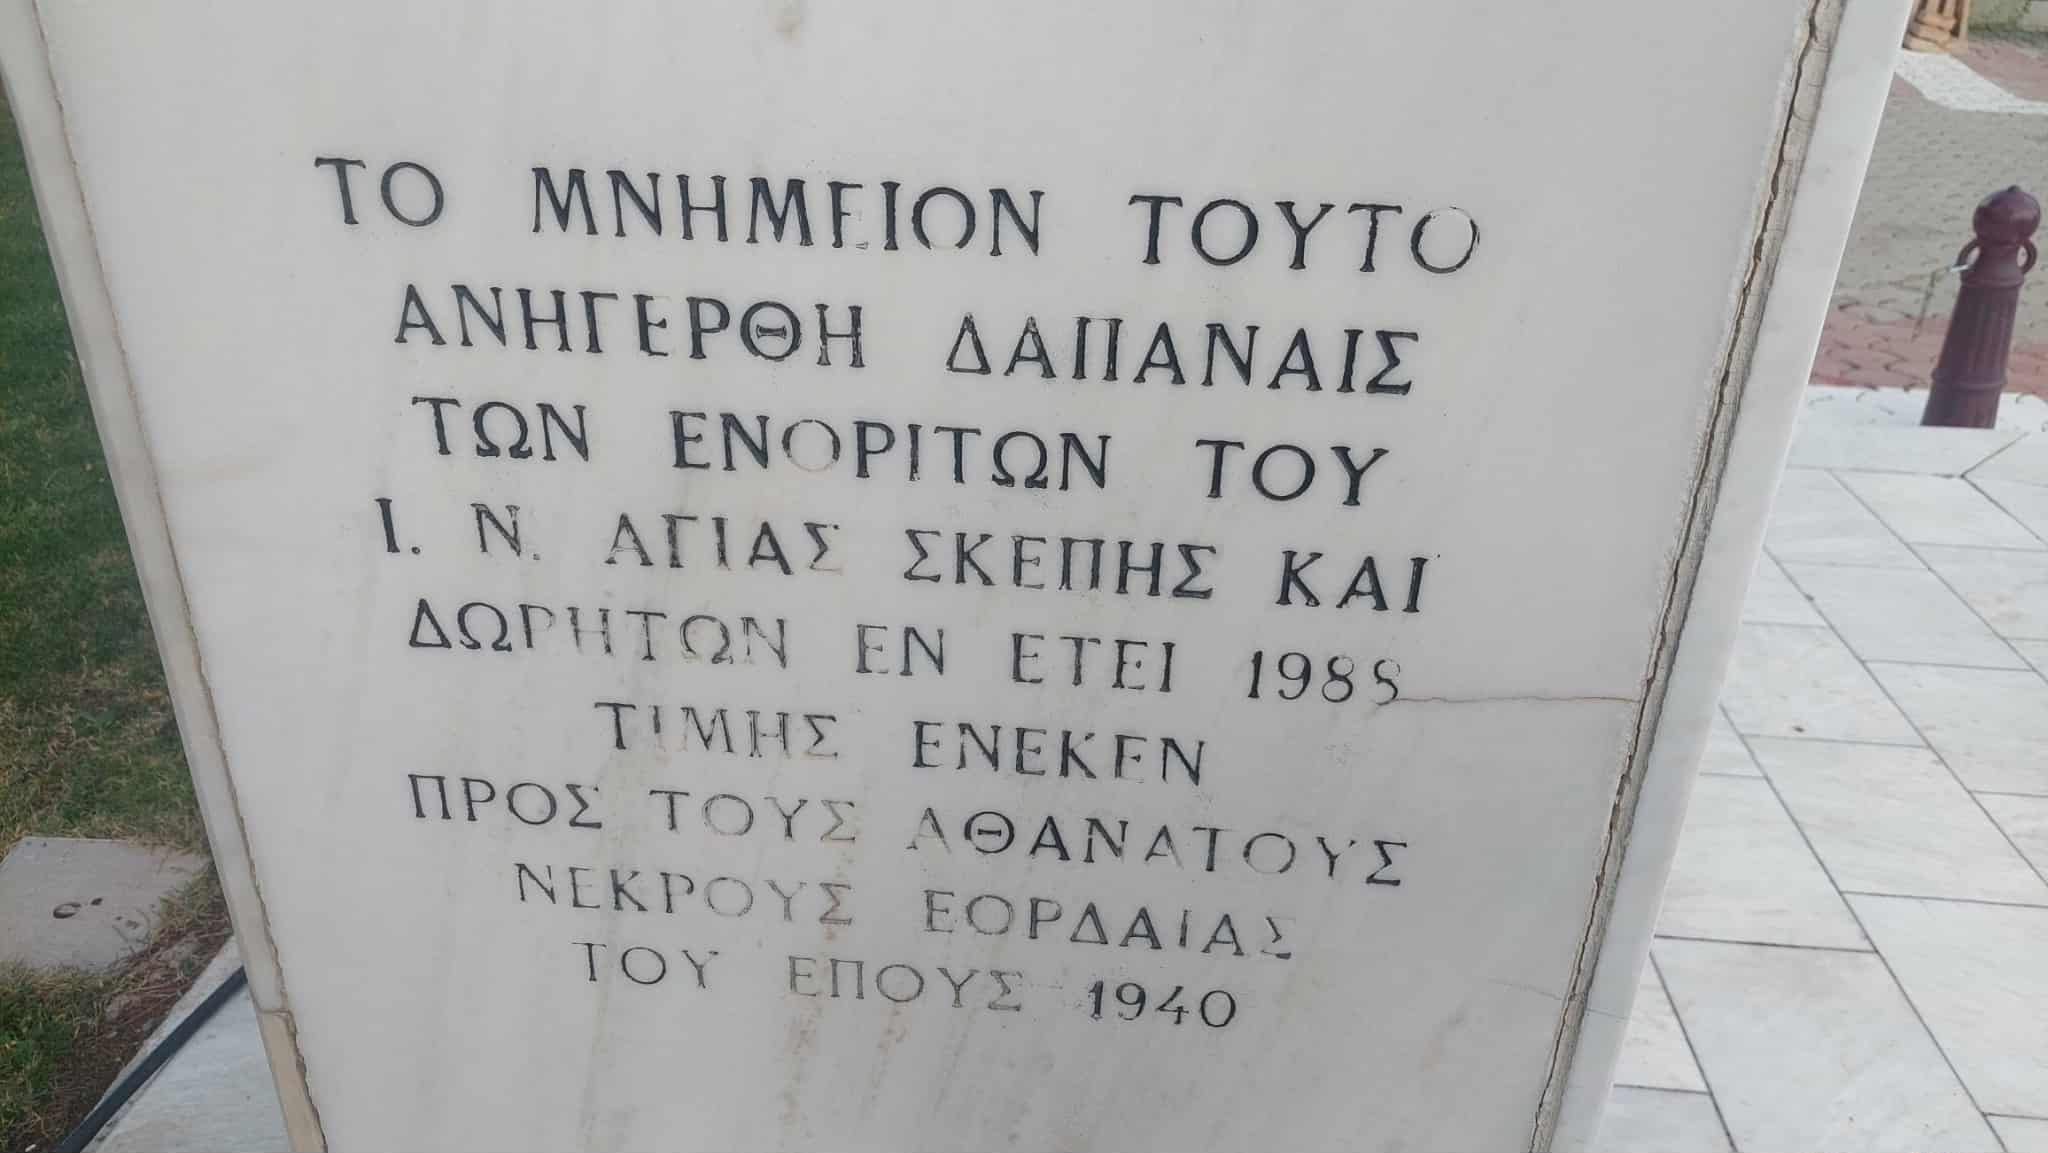 ΤΟ ΜΝΗΜΕΙΟΝ ΤΟΥΤΟ
ΑΝΗΓΕΡΘΗ ΔΑΠΑΝΑΙΣ
ΤΩΝ ΕΝΟΡΙΤΩΝ ΤΟΥ
Ι. Ν. ΑΓΙΑΣ ΣΚΕΠΗΣ ΚΑΙ
ΔΩΡΗΤΩΝ ΕΝ ΕΤΕΙ 1988
ΤΙΜΗΣ ΕΝΕΚΕΝ
ΠΡΟΣ ΤΟΥΣ ΑΘΑΝΑΤΟΥΣ
ΝΕΚΡΟΥΣ ΕΟΡΔΑΙΑΣ
ΤΟΥ ΕΠΟΥΣ 1940